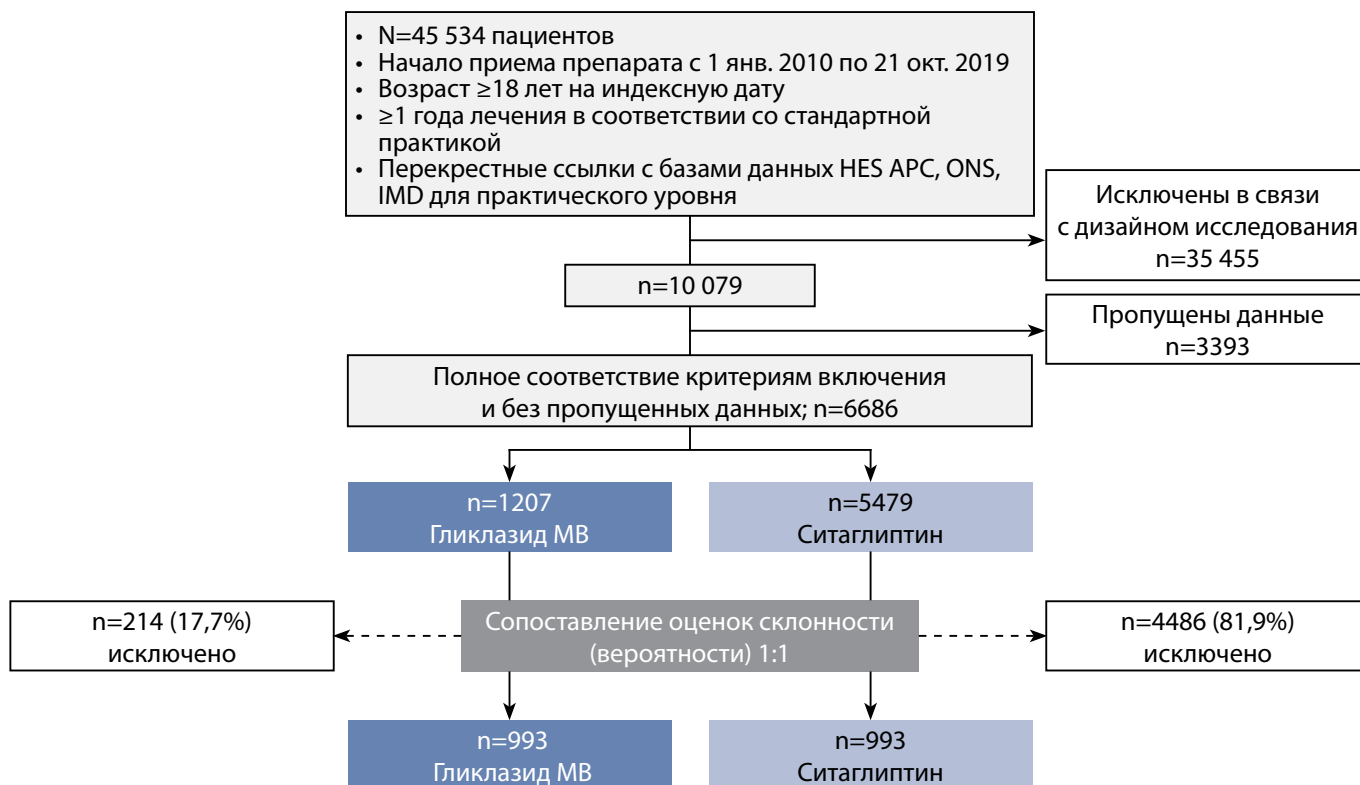 • N=45 534 пациентов
• Начало приема препарата с 1 янв. 2010 по 21 окт. 2019
• Возраст ≥18 лет на индексную дату
• ≥1 года лечения в соответствии со стандартной
практикой
• Перекрестные ссылки с базами данных HES APC, ONS,
IMD для практического уровня
Исключены в связи
с дизайном исследования
n=35 455
n=10 079
Пропущены данные
n=3393
Полное соответствие критериям включения
и без пропущенных данных; n=6686
n=1207
Гликлазид МВ
n=5479
Ситаглиптин
n=214 (17,7%)
исключено
Сопоставление оценок склонности
(вероятности) 1:1
n=4486 (81,9%)
исключено
n=993
Гликлазид МВ
n=993
Ситаглиптин